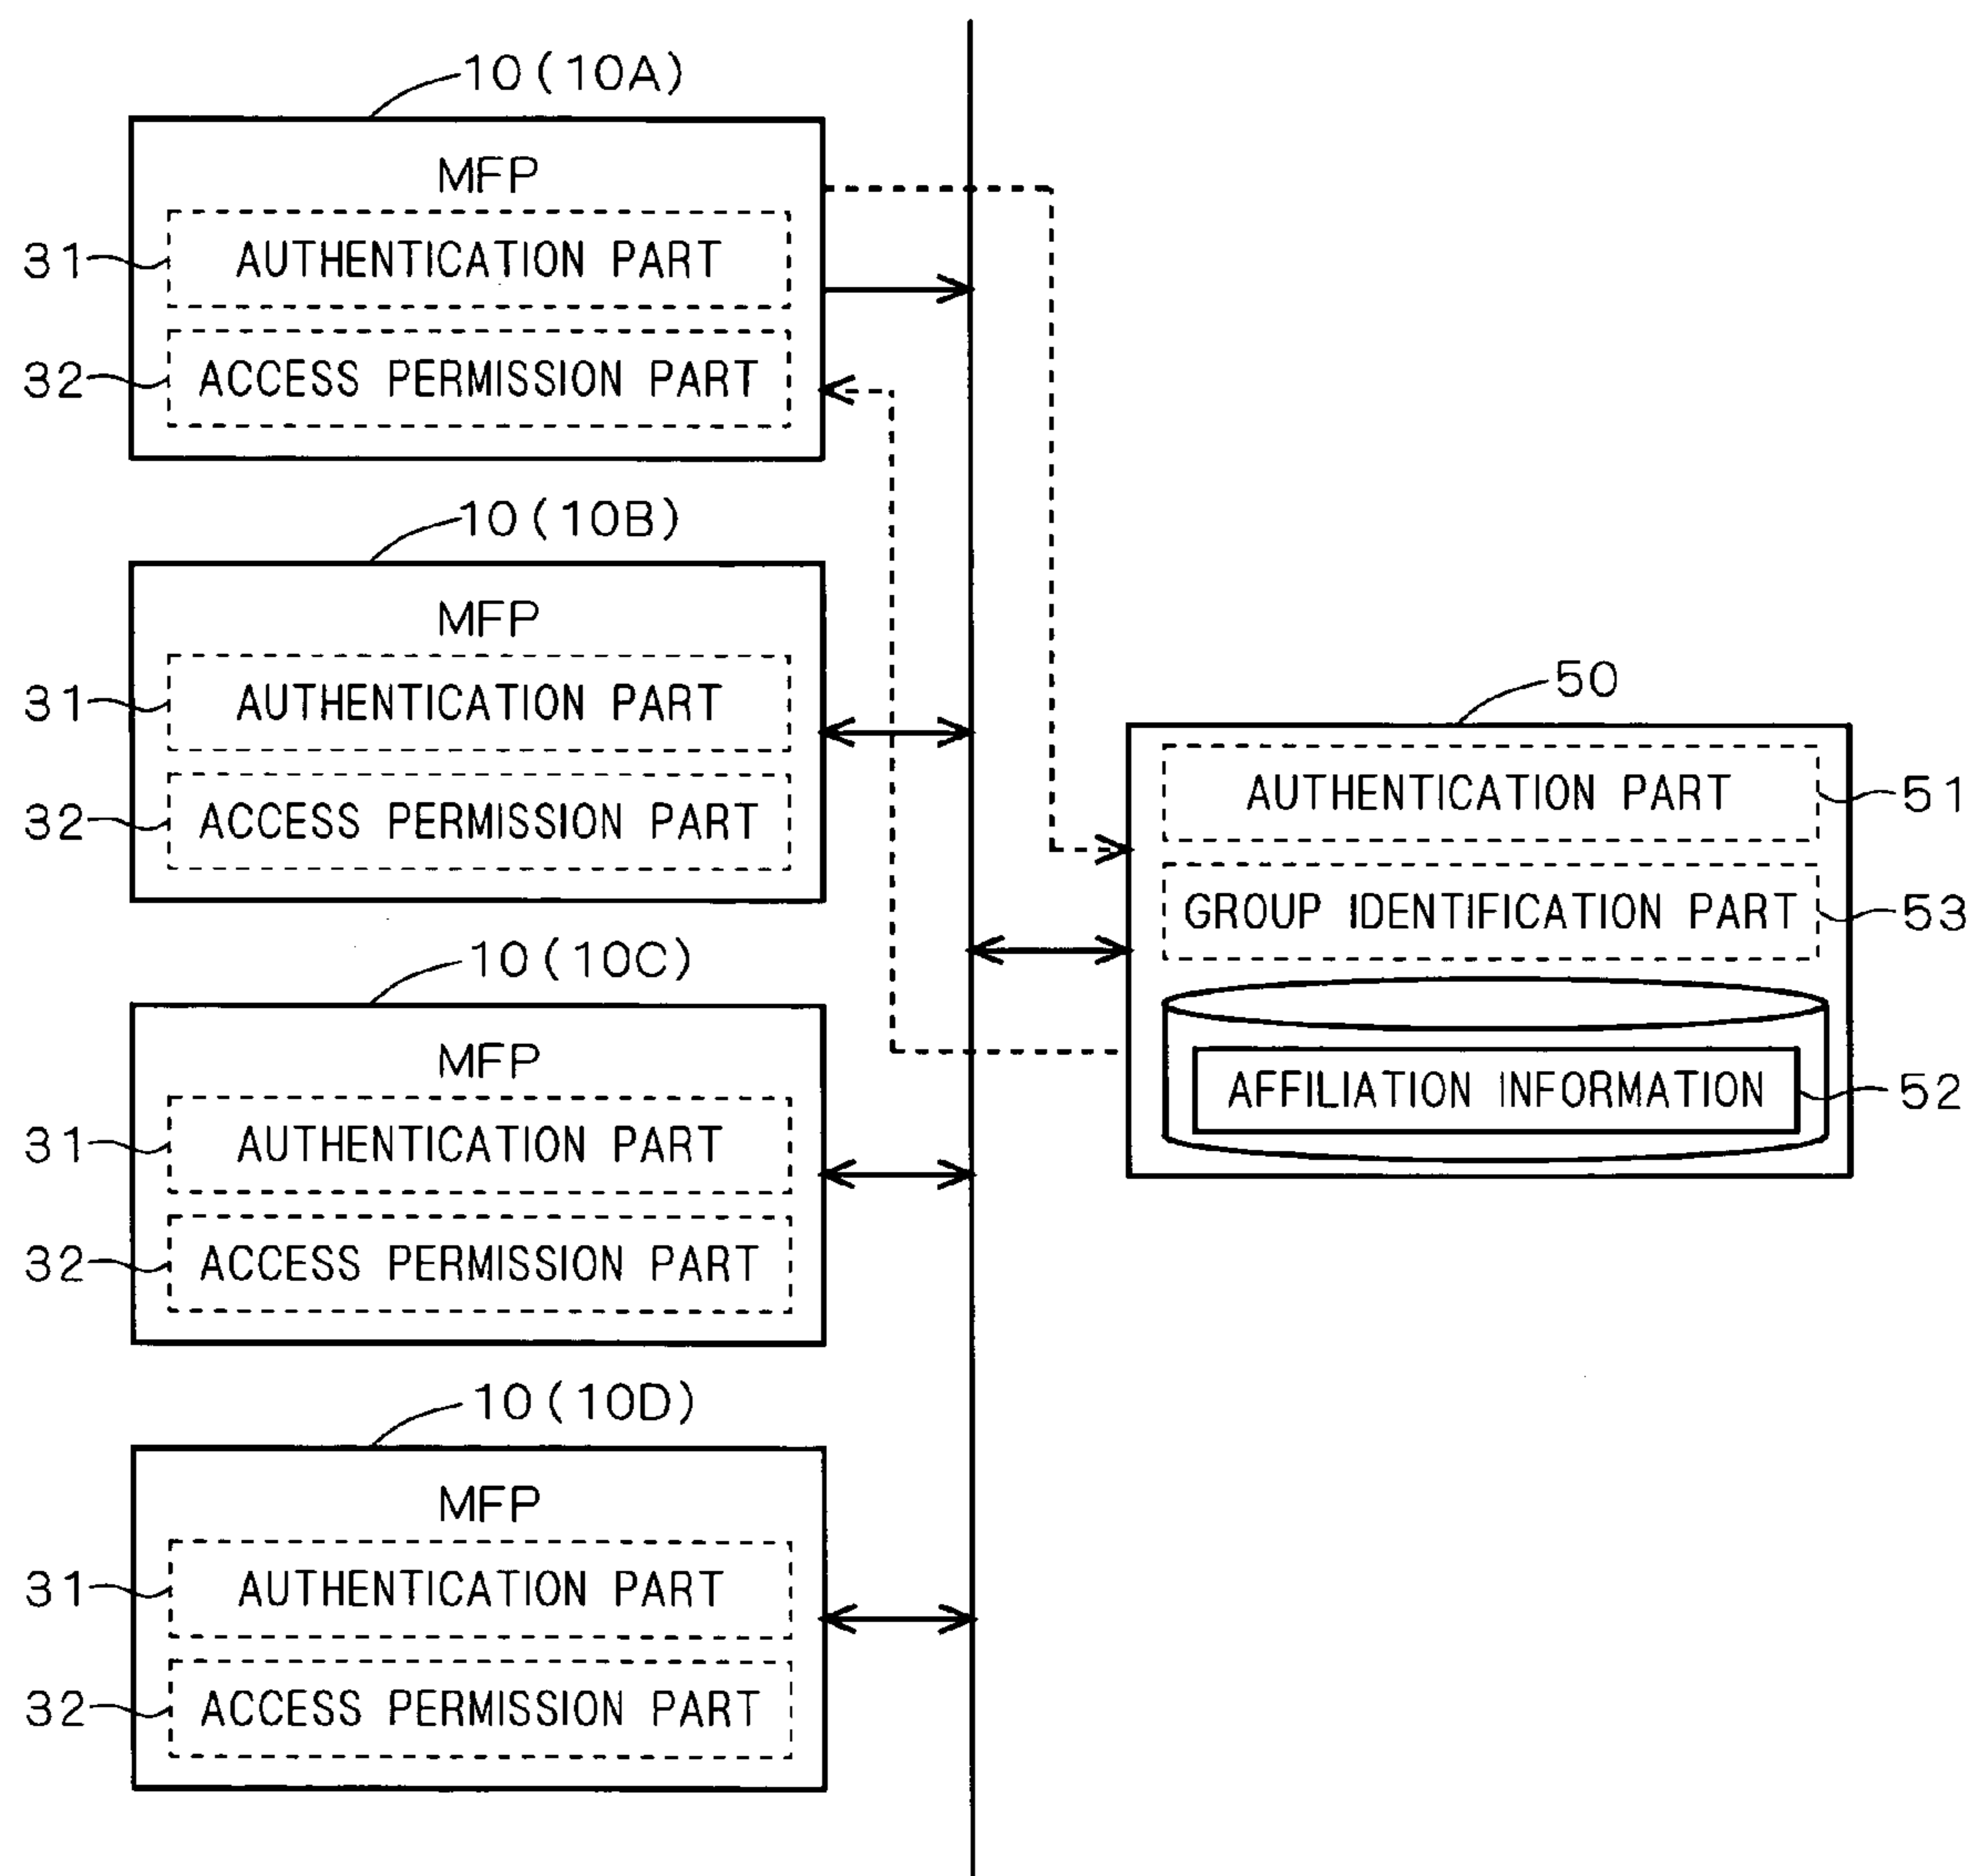 10(10A)
MFP
31 AUTHENTICATION PART
32 ACCESS PERMISSION PART
10(10B)
MFP
31 AUTHENTICATION PART
32 ACCESS PERMISSION PART
10(10C)
MFP
31 AUTHENTICATION PART
32 ACCESS PERMISSION PART
10(10D)
MFP
31 AUTHENTICATION PART
32 ACCESS PERMISSION PART
50
AUTHENTICATION PART 51
GROUP IDENTIFICATION PART 53
AFFILIATION INFORMATION 52